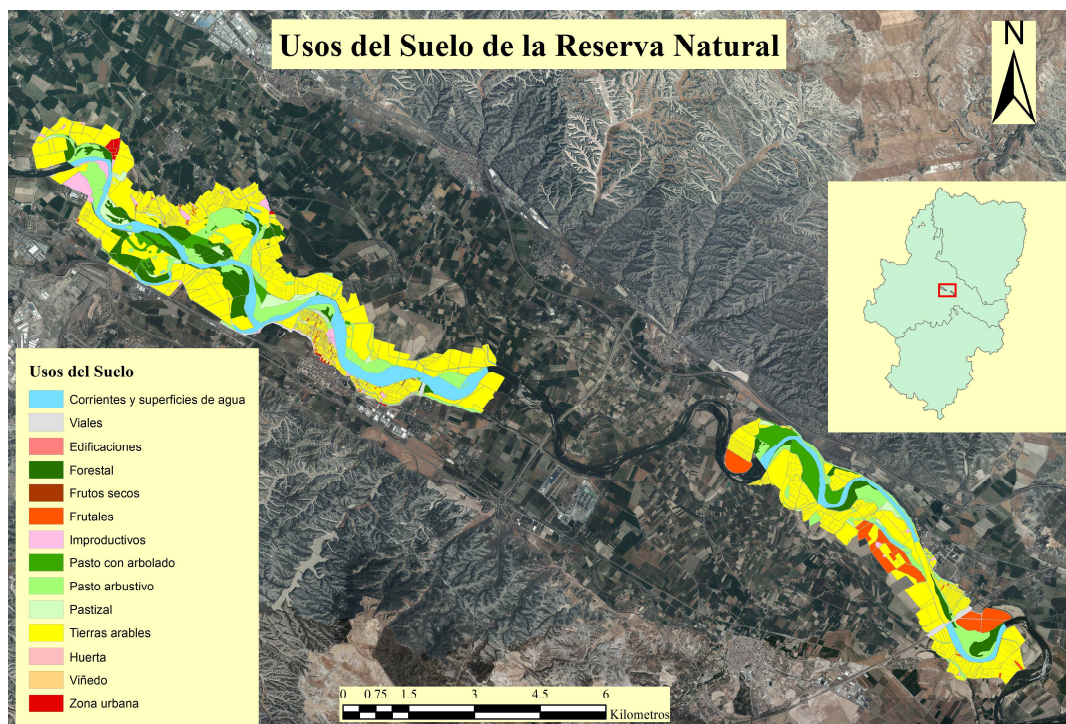 Usos del Suelo de la Reserva Natural
N
Usos del Suelo
Corrientes y superficies de agua
Viales
Edificaciones
Forestal
Frutos secos
Frutales
Improductivos
Pasto con arbolado
Pasto arbustivo
Pastizal
Tierras arables
Huerta
Viñedo
Zona urbana
0 0.75 1.5 3 4.5 6
Kilometros